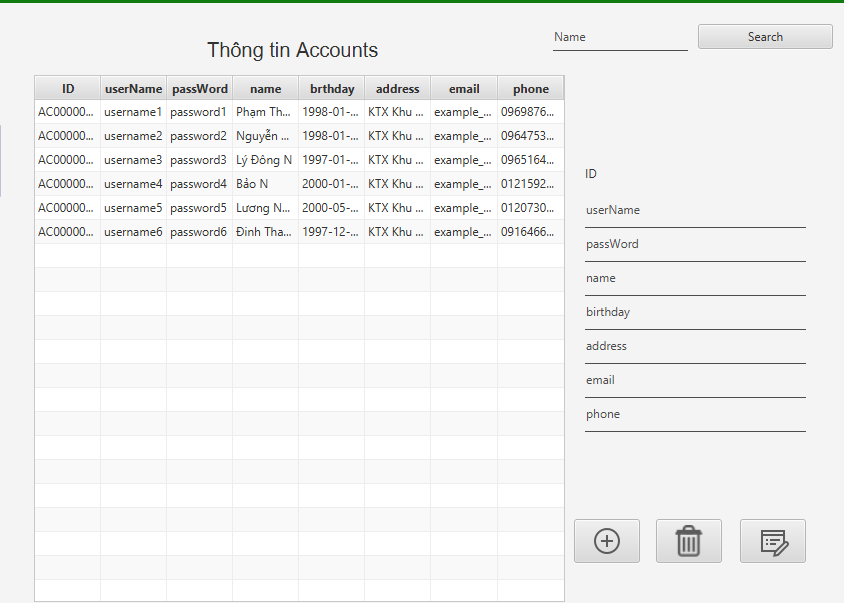 Name
Search
Thông tin Accounts
ID userName passWord name brthday address email phone
AC00000... username1 password1 Phạm Th... 1998-01-... KTX Khu ... example_... 0969876...
AC00000... username2 password2 Nguyễn ... 1998-01-... KTX Khu ... example_... 0964753...
AC00000... username3 password3 Lý Đông N 1997-01-... KTX Khu ... example_... 0965164...
AC00000... username4 password4 Bảo N 2000-01-... KTX Khu ... example_... 0121592...
AC00000... username5 password5 Lương N... 2000-05-... KTX Khu ... example_... 0120730...
AC00000... username6 password6 Đinh Tha... 1997-12-... KTX Khu ... example_... 0916466...
ID
userName
passWord
name
birthday
address
email
phone